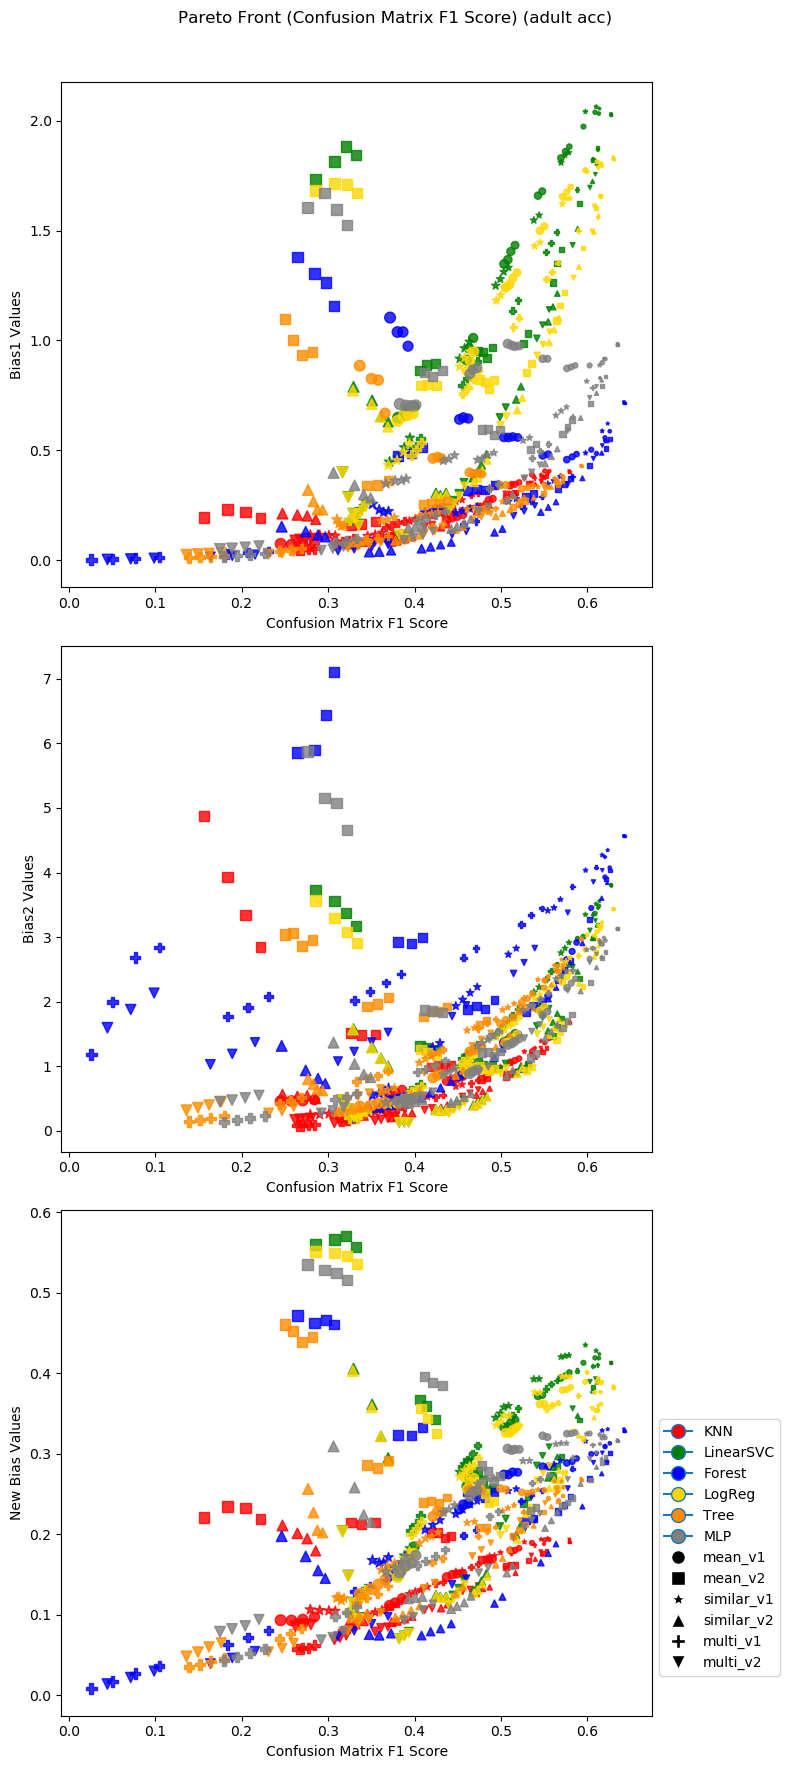 Pareto Front (Confusion Matrix F1 Score) (adult acc)
2.0
1.5
1.0
0.5
0.0
Bias1 Values
0.0 0.1 0.2 0.3 0.4 0.5 0.6
Confusion Matrix F1 Score
7
6
5
4
3
2
1
0
Bias2 Values
0.0 0.1 0.2 0.3 0.4 0.5 0.6
Confusion Matrix F1 Score
0.6
0.5
0.4
0.3
0.2
0.1
0.0
New Bias Values
0.0 0.1 0.2 0.3 0.4 0.5 0.6
Confusion Matrix F1 Score
KNN
LinearSVC
Forest
LogReg
Tree
MLP
mean_v1
mean_v2
similar_v1
similar_v2
multi_v1
multi_v2